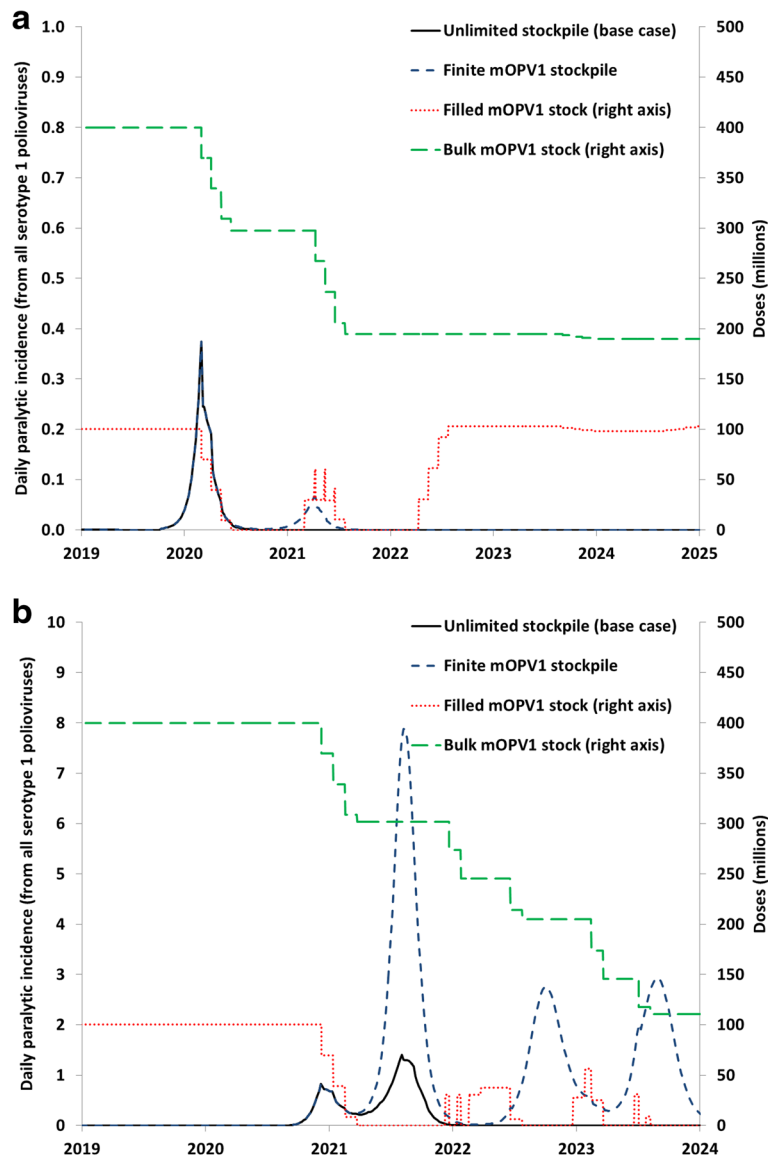 a
Daily paralytic incidence (from all serotype 1 polioviruses)
1.0
0.9
0.8
0.7
0.6
0.5
0.4
0.3
0.2
0.1
0.0
Unlimited stockpile (base case)
Finite mOPV1 stockpile
Filled mOPV1 stock (right axis)
Bulk mOPV1 stock (right axis)
500
450
400
350
300
250
200
150
100
50
0
Doses (millions)
2019 2020 2021 2022 2023 2024 2025
b
Daily paralytic incidence (from all serotype 1 polioviruses)
10
9
8
7
6
5
4
3
2
1
0
Unlimited stockpile (base case)
Finite mOPV1 stockpile
Filled mOPV1 stock (right axis)
Bulk mOPV1 stock (right axis)
500
450
400
350
300
250
200
150
100
50
0
Doses (millions)
2019 2020 2021 2022 2023 2024